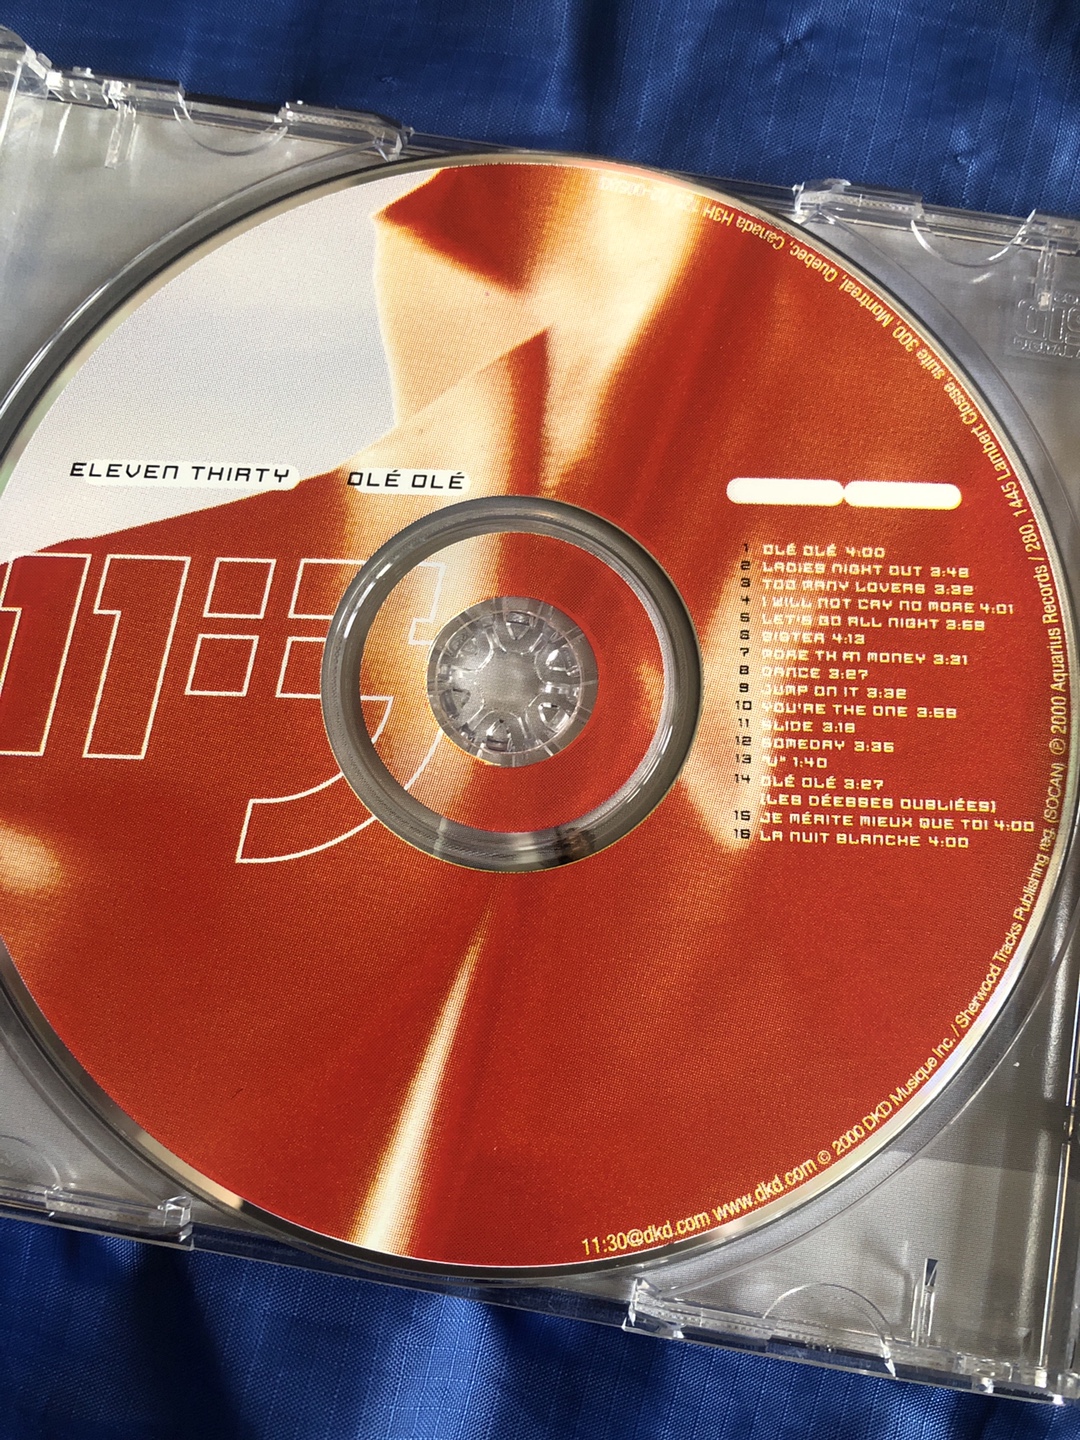 ELEVEN THIRTY OLÉ OLÉ
11:30
1 OLÉ OLÉ 4:00
2 LADIES NIGHT OUT 3:48
3 TOO MANY LOVERS 3:32
4 I WILL NOT CRY NO MORE 4:01
5 LET'S GO ALL NIGHT 3:59
6 SISTER 4:13
7 MORE THAN MONEY 3:31
8 DANCE 3:27
9 JUMP ON IT 3:32
10 YOU'RE THE ONE 3:59
11 SLIDE 3:18
12 SOMEDAY 3:35
13 "U" 1:40
14 OLÉ OLÉ 3:27
[LES DÉESSES OUBLIÉES]
15 JE MÉRITE MIEUX QUE TOI 4:00
16 LA NUIT BLANCHE 4:00
11:30@dkd.com www.dkd.com © 2000 DKD Musique Inc. / Sherwood Tracks Publishing reg. (SOCAN) ℗ 2000 Aquarius Records / 280, 1445 Lambert Closse, suite 300, Montreal, Quebec, Canada H3H